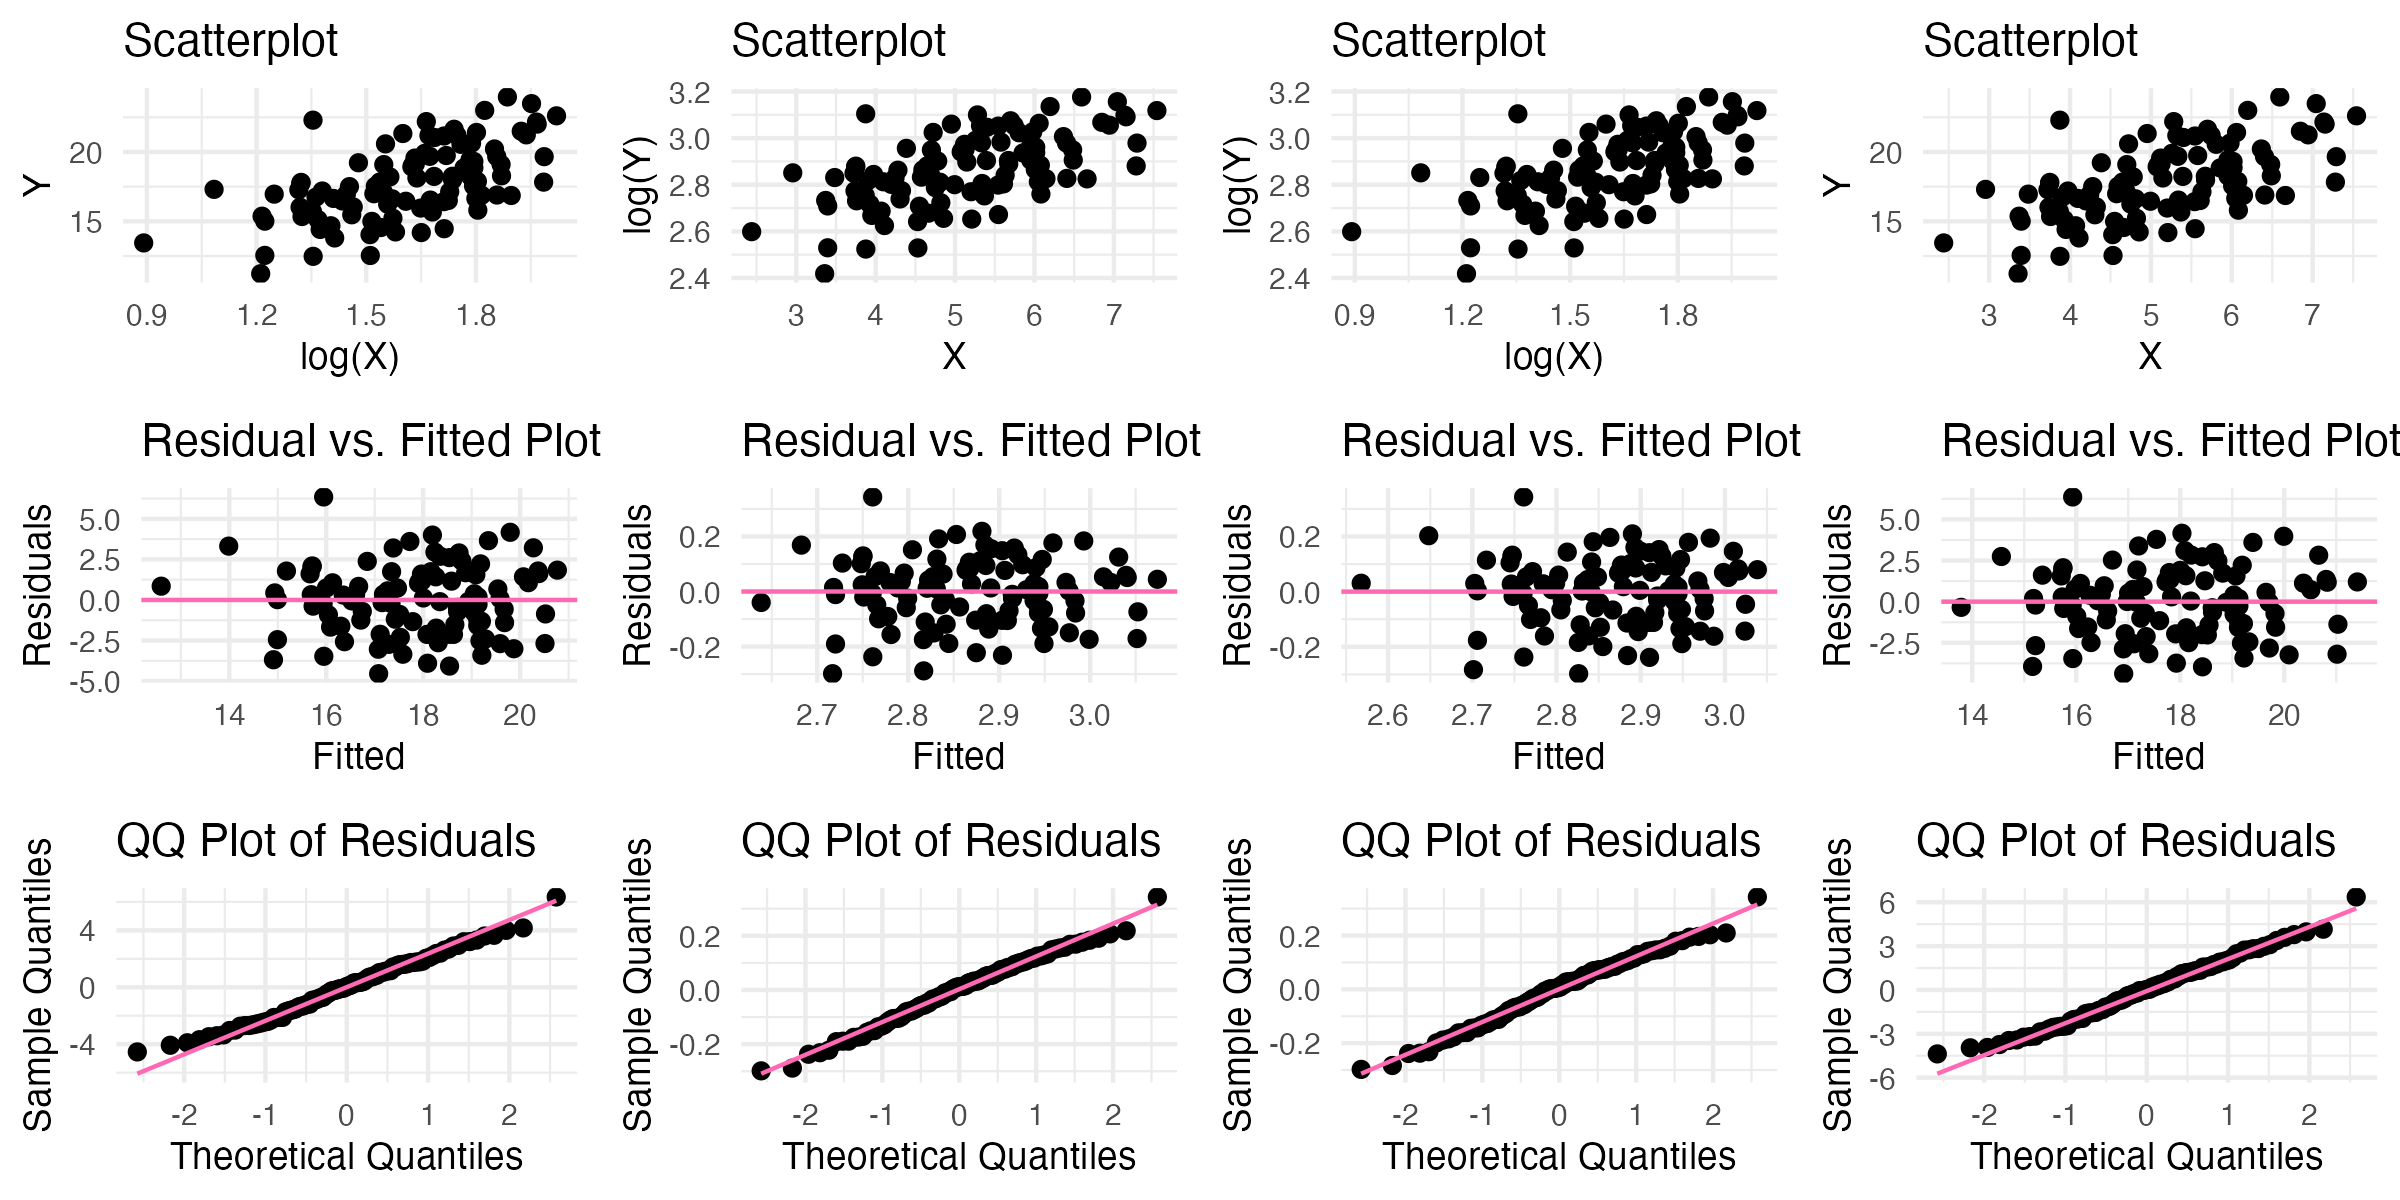 Scatterplot
Y
20
15
0.9 1.2 1.5 1.8
log(X)
Scatterplot
log(Y)
3.2
3.0
2.8
2.6
2.4
3 4 5 6 7
X
Scatterplot
log(Y)
3.2
3.0
2.8
2.6
2.4
0.9 1.2 1.5 1.8
log(X)
Scatterplot
Y
20
15
3 4 5 6 7
X
Residual vs. Fitted Plot
Residuals
5.0
2.5
0.0
-2.5
-5.0
14 16 18 20
Fitted
Residual vs. Fitted Plot
Residuals
0.2
0.0
-0.2
2.7 2.8 2.9 3.0
Fitted
Residual vs. Fitted Plot
Residuals
0.2
0.0
-0.2
2.6 2.7 2.8 2.9 3.0
Fitted
Residual vs. Fitted Plot
Residuals
5.0
2.5
0.0
-2.5
14 16 18 20
Fitted
QQ Plot of Residuals
Sample Quantiles
4
0
-4
-2 -1 0 1 2
Theoretical Quantiles
QQ Plot of Residuals
Sample Quantiles
0.2
0.0
-0.2
-2 -1 0 1 2
Theoretical Quantiles
QQ Plot of Residuals
Sample Quantiles
0.2
0.0
-0.2
-2 -1 0 1 2
Theoretical Quantiles
QQ Plot of Residuals
Sample Quantiles
6
3
0
-3
-6
-2 -1 0 1 2
Theoretical Quantiles